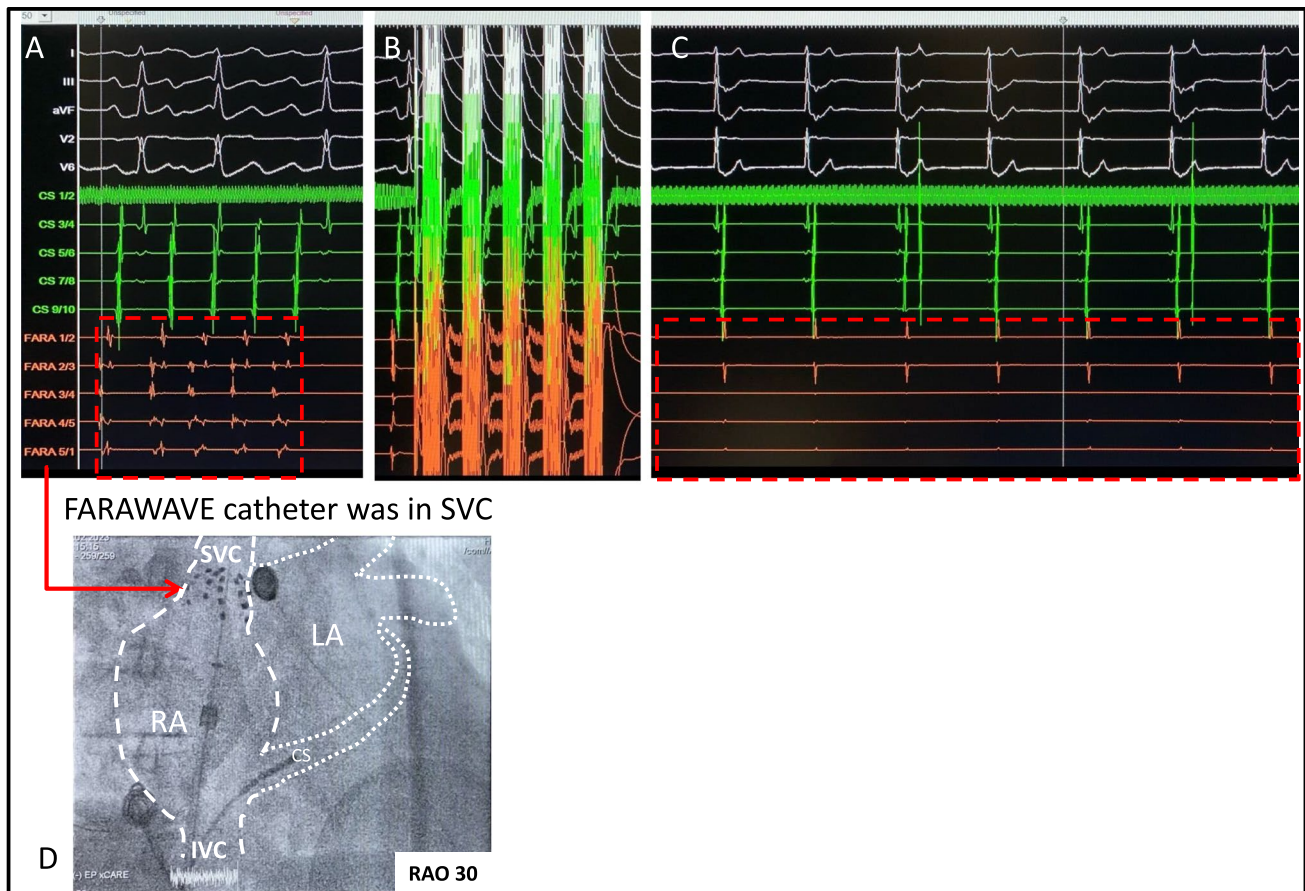 50
Unspecified
Unspecified
A
B
C
I
III
aVF
V2
V6
CS 1/2
CS 3/4
CS 5/6
CS 7/8
CS 9/10
FARA 1/2
FARA 2/3
FARA 3/4
FARA 4/5
FARA 5/1
FARAWAVE catheter was in SVC
SVC
259/259
LA
RA
CS
IVC
D
(-) EP xCARE
RAO 30